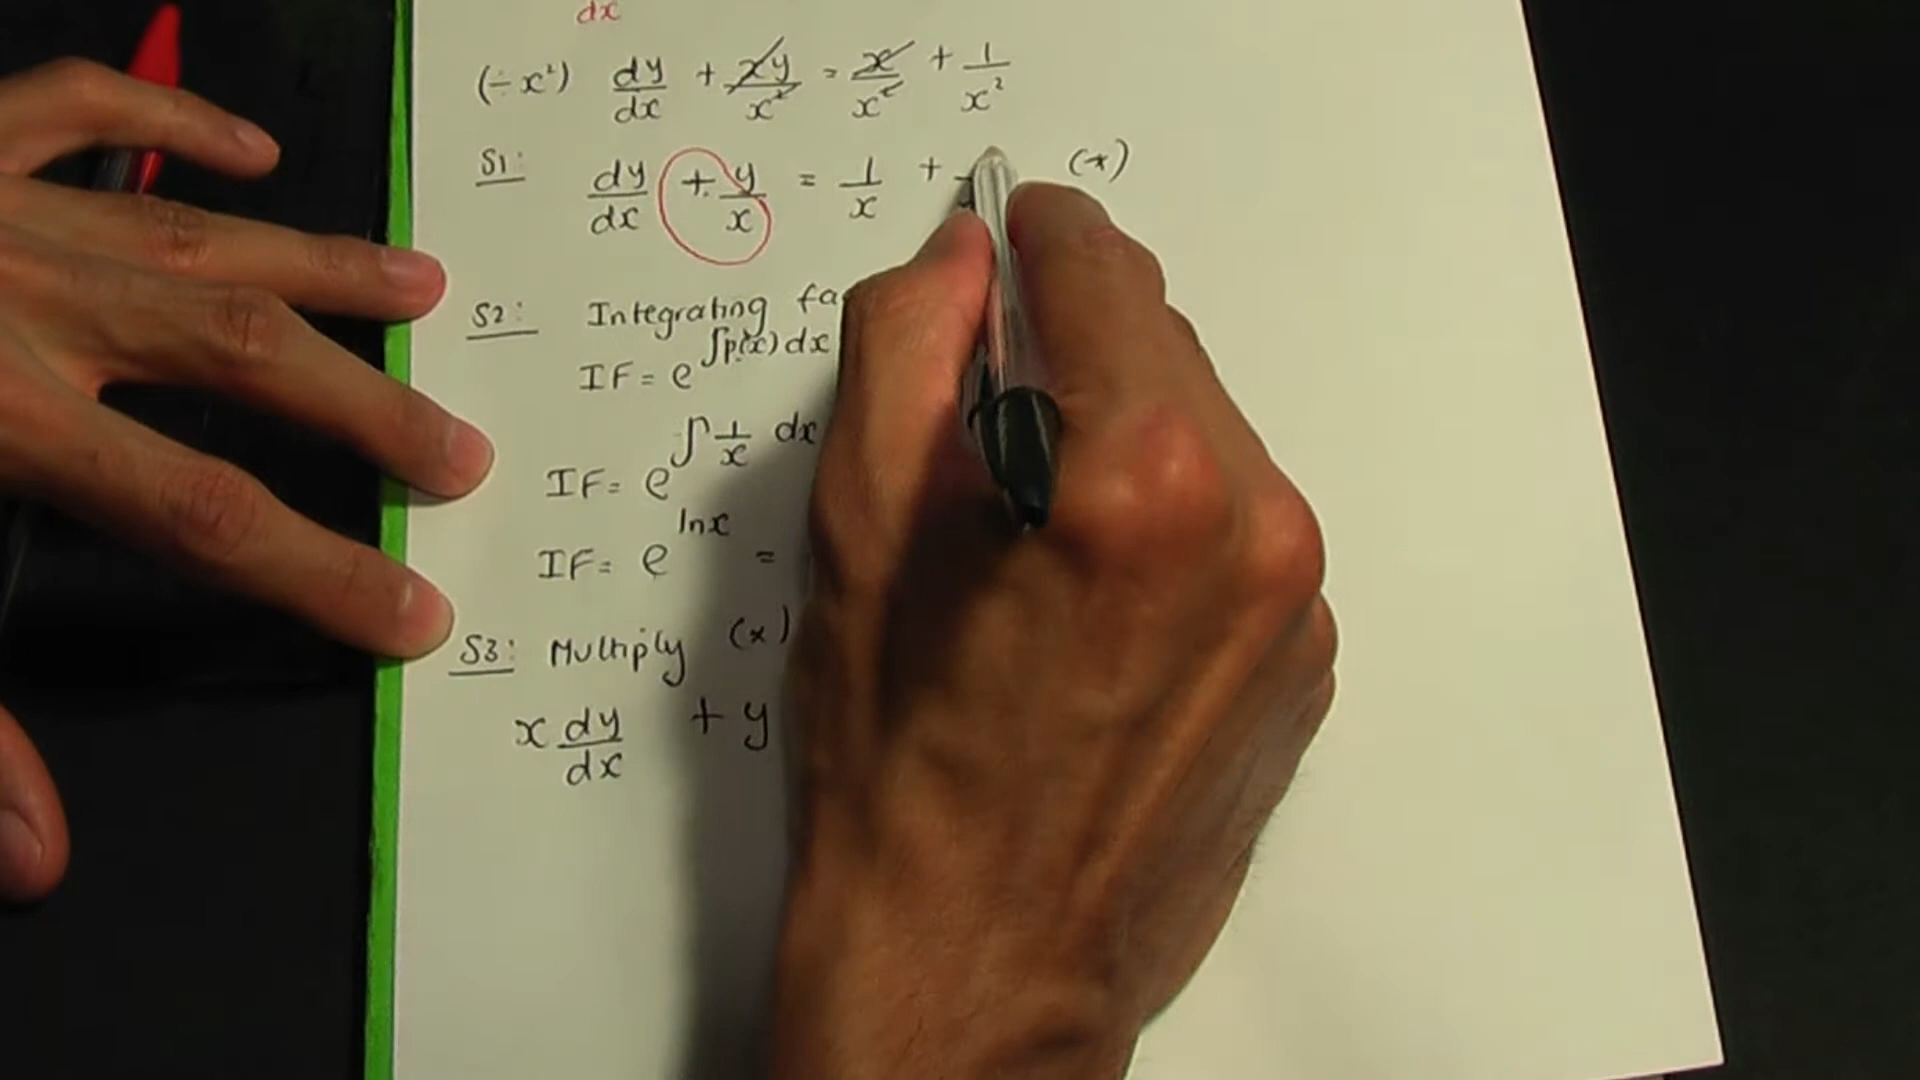 dx
(÷x²) dy/dx + xy/x² = x/x² + 1/x²
S1: dy/dx + y/x = 1/x + (*)
S2: Integrating
IF = e^∫p(x)dx
IF = e^∫1/x dx
IF = e^lnx =
S3: Multiply (x)
x dy/dx + y